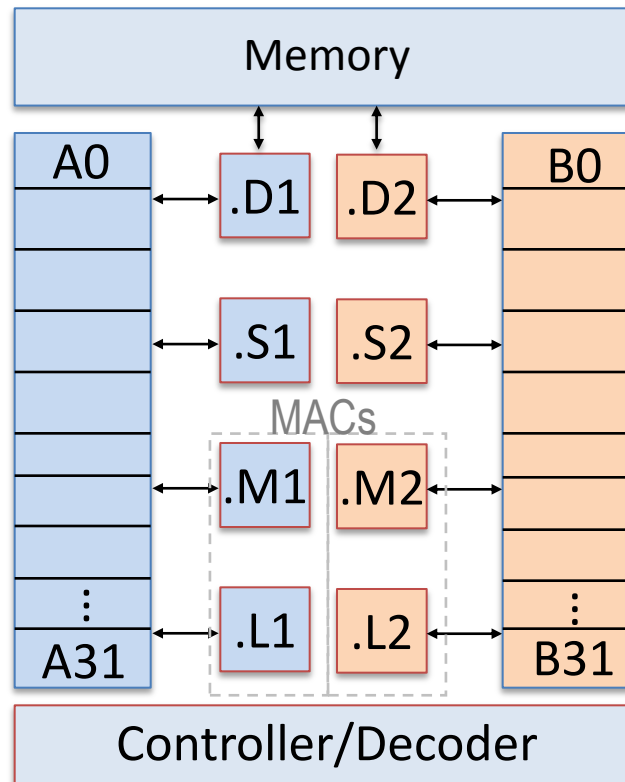 Memory
A0
.D1
.D2
B0
.S1
.S2
MACs
.M1
.M2
⋮
⋮
.L1
.L2
A31
B31
Controller/Decoder